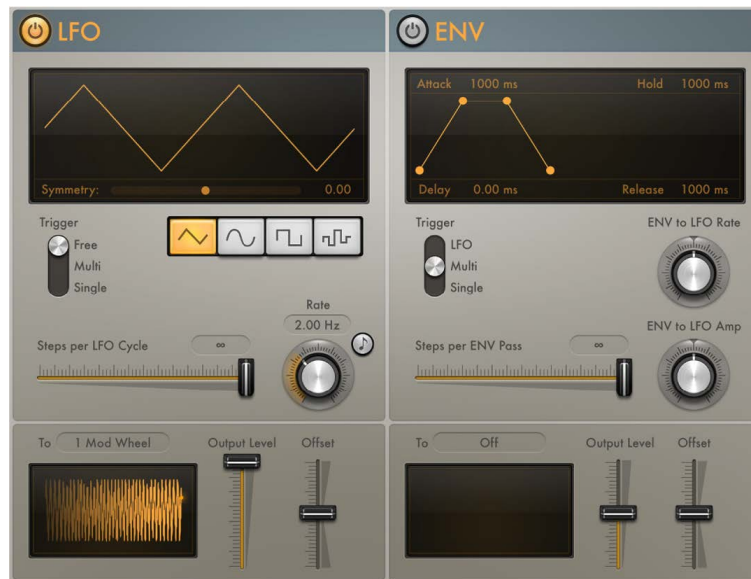 LFO
Symmetry: 0.00
Trigger
Free
Multi
Single
Rate
2.00 Hz
Steps per LFO Cycle ∞
To 1 Mod Wheel Output Level Offset
ENV
Attack 1000 ms Hold 1000 ms
Delay 0.00 ms Release 1000 ms
Trigger
LFO
Multi
Single
ENV to LFO Rate
ENV to LFO Amp
Steps per ENV Pass ∞
To Off Output Level Offset